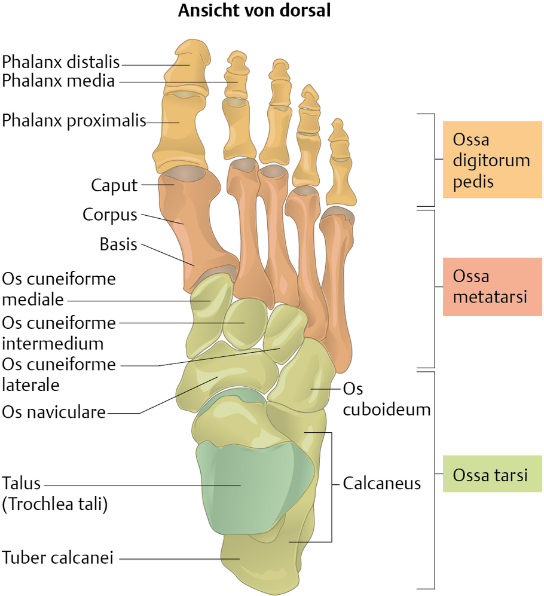 Ansicht von dorsal
Phalanx distalis
Phalanx media
Phalanx proximalis
Caput
Corpus
Basis
Os cuneiforme
mediale
Os cuneiforme
intermedium
Os cuneiforme
laterale
Os naviculare
Talus
(Trochlea tali)
Tuber calcanei
Os
cuboideum
Calcaneus
Ossa
digitorum
pedis
Ossa
metatarsi
Ossa tarsi